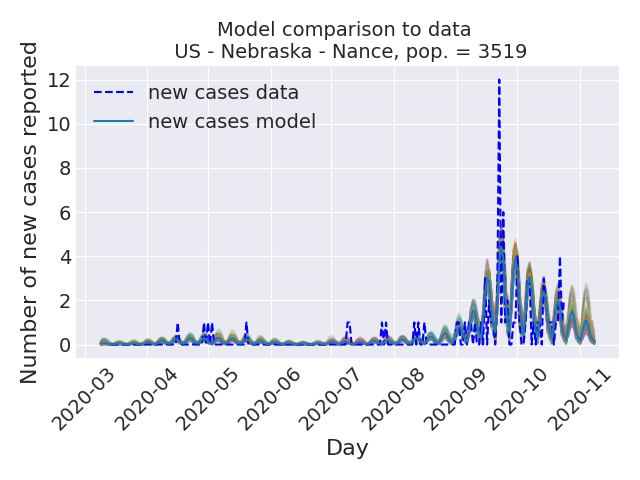 Model comparison to data
US - Nebraska - Nance, pop. = 3519
Number of new cases reported
12
10
8
6
4
2
0
new cases data
new cases model
2020-03
2020-04
2020-05
2020-06
2020-07
2020-08
2020-09
2020-10
2020-11
Day